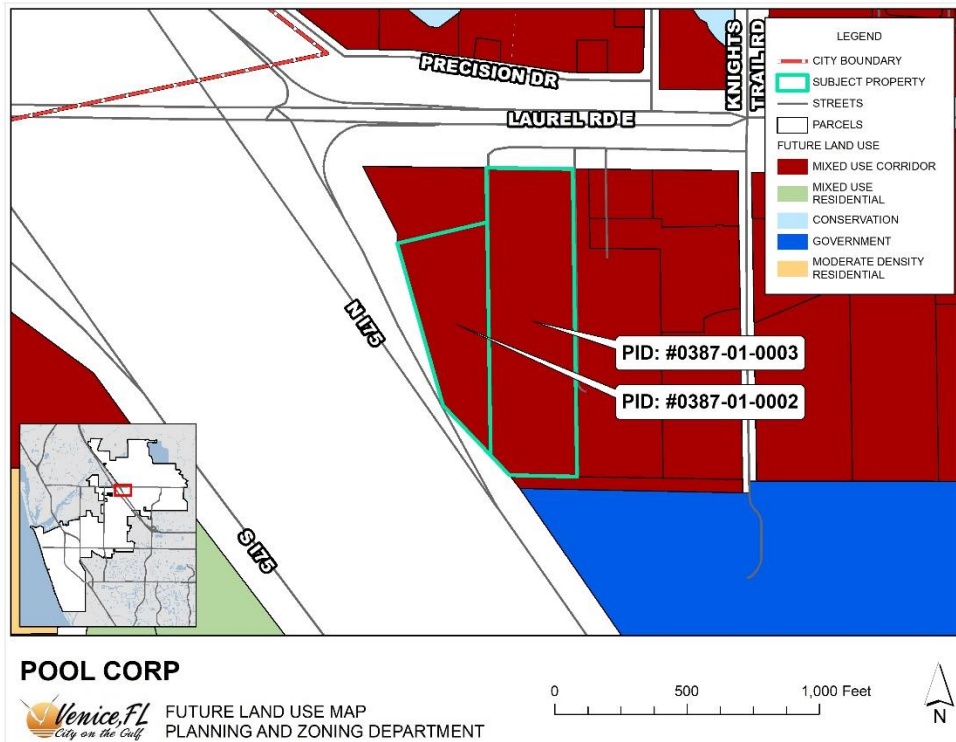 PRECISION DR
LAUREL RD E
KNIGHTS
TRAIL RD
LEGEND
CITY BOUNDARY
SUBJECT PROPERTY
STREETS
PARCELS
FUTURE LAND USE
MIXED USE CORRIDOR
MIXED USE
RESIDENTIAL
CONSERVATION
GOVERNMENT
MODERATE DENSITY
RESIDENTIAL
N I75
S I75
PID: #0387-01-0003
PID: #0387-01-0002
POOL CORP
Venice, FL
City on the Gulf
FUTURE LAND USE MAP
PLANNING AND ZONING DEPARTMENT
0 500 1,000 Feet
N